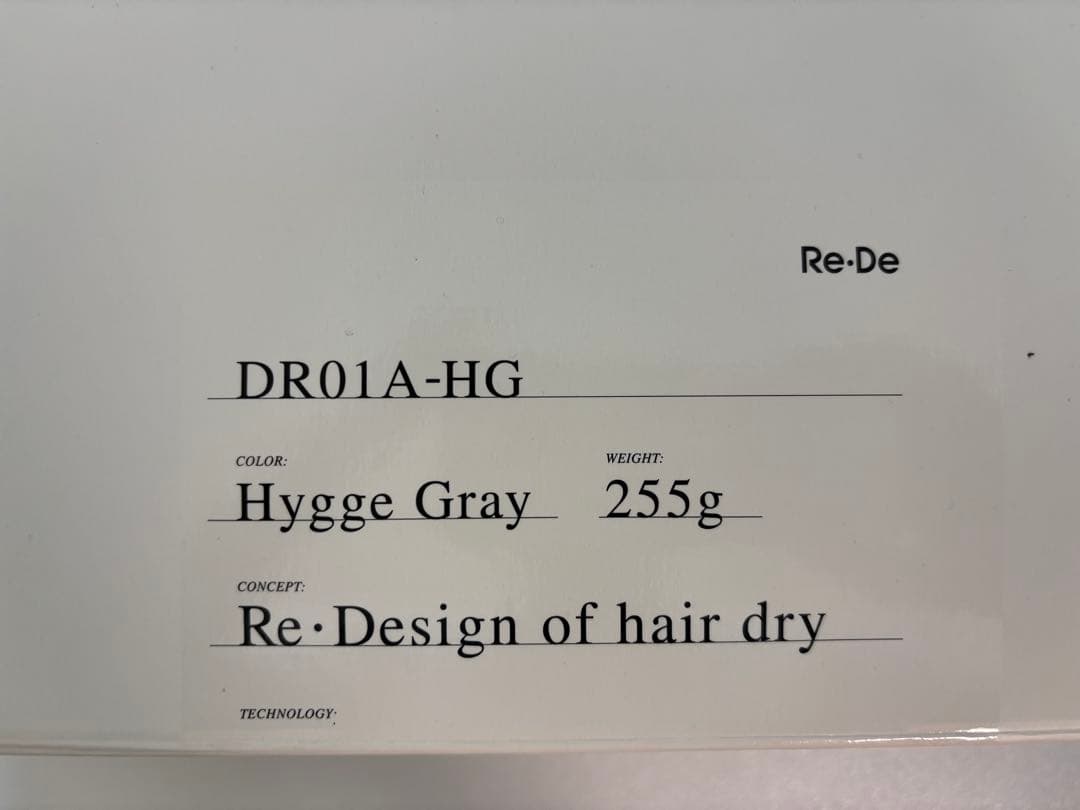 Re·De
DR01A-HG
COLOR:
Hygge Gray
WEIGHT:
255g
CONCEPT:
Re·Design of hair dry
TECHNOLOGY: